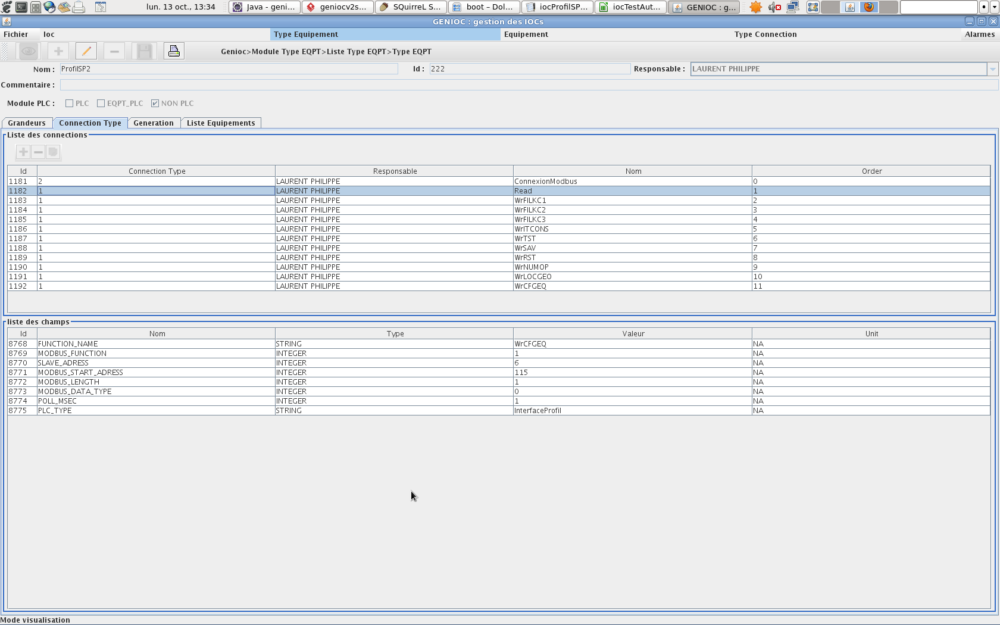 lun. 13 oct., 13:34 Java - geni... geniocv2s... SQuirreL S... boot – Dol... iocProfilSP... iocTestAut... GENIOC : g...
GENIOC : gestion des IOCs
Fichier Ioc Type Equipement Equipement Type Connection Alarmes
Genioc>Module Type EQPT>Liste Type EQPT>Type EQPT
Nom : ProfilSP2 Id : 222 Responsable : LAURENT PHILIPPE
Commentaire :
Module PLC : PLC EQPT_PLC NON PLC
Grandeurs Connection Type Generation Liste Equipements
Liste des connections
Id Connection Type Responsable Nom Order
1181 2 LAURENT PHILIPPE ConnexionModbus 0
1182 1 LAURENT PHILIPPE Read 1
1183 1 LAURENT PHILIPPE WrFILKC1 2
1184 1 LAURENT PHILIPPE WrFILKC2 3
1185 1 LAURENT PHILIPPE WrFILKC3 4
1186 1 LAURENT PHILIPPE WrITCONS 5
1187 1 LAURENT PHILIPPE WrTST 6
1188 1 LAURENT PHILIPPE WrSAV 7
1189 1 LAURENT PHILIPPE WrRST 8
1190 1 LAURENT PHILIPPE WrNUMOP 9
1191 1 LAURENT PHILIPPE WrLOCGEO 10
1192 1 LAURENT PHILIPPE WrCFGEQ 11
liste des champs
Id Nom Type Valeur Unit
8768 FUNCTION_NAME STRING WrCFGEQ NA
8769 MODBUS_FUNCTION INTEGER 1 NA
8770 SLAVE_ADRESS INTEGER 6 NA
8771 MODBUS_START_ADRESS INTEGER 115 NA
8772 MODBUS_LENGTH INTEGER 1 NA
8773 MODBUS_DATA_TYPE INTEGER 0 NA
8774 POLL_MSEC INTEGER 1 NA
8775 PLC_TYPE STRING InterfaceProfil NA
Mode visualisation